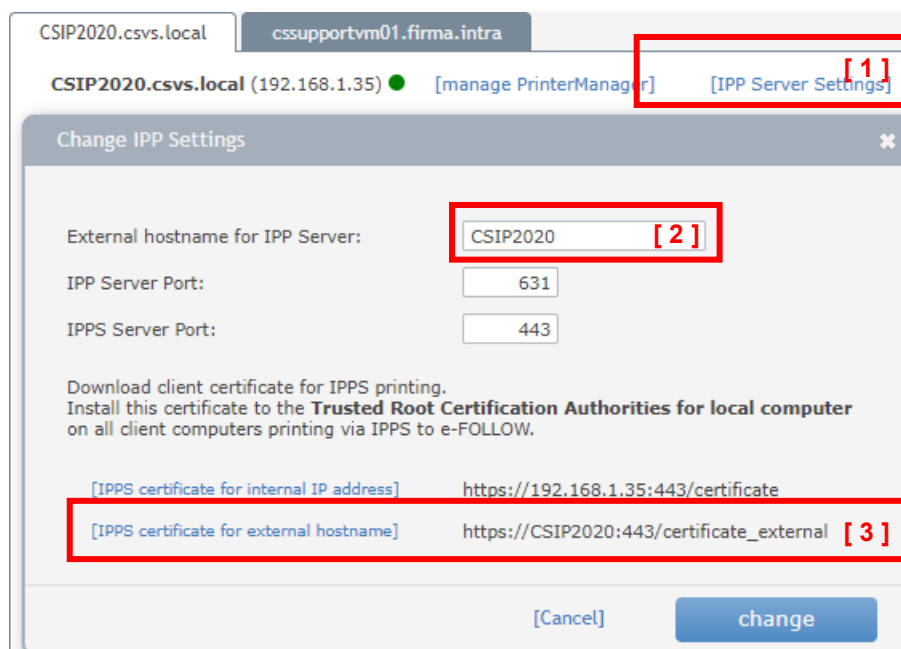 CSIP2020.csvs.local cssupportvm01.firma.intra
CSIP2020.csvs.local (192.168.1.35) [manage PrinterManager] [IPP Server Settings] [ 1 ]
Change IPP Settings
External hostname for IPP Server: CSIP2020 [ 2 ]
IPP Server Port: 631
IPPS Server Port: 443
Download client certificate for IPPS printing.
Install this certificate to the Trusted Root Certification Authorities for local computer
on all client computers printing via IPPS to e-FOLLOW.
[IPPS certificate for internal IP address] https://192.168.1.35:443/certificate
[IPPS certificate for external hostname] https://CSIP2020:443/certificate_external [ 3 ]
[Cancel] change